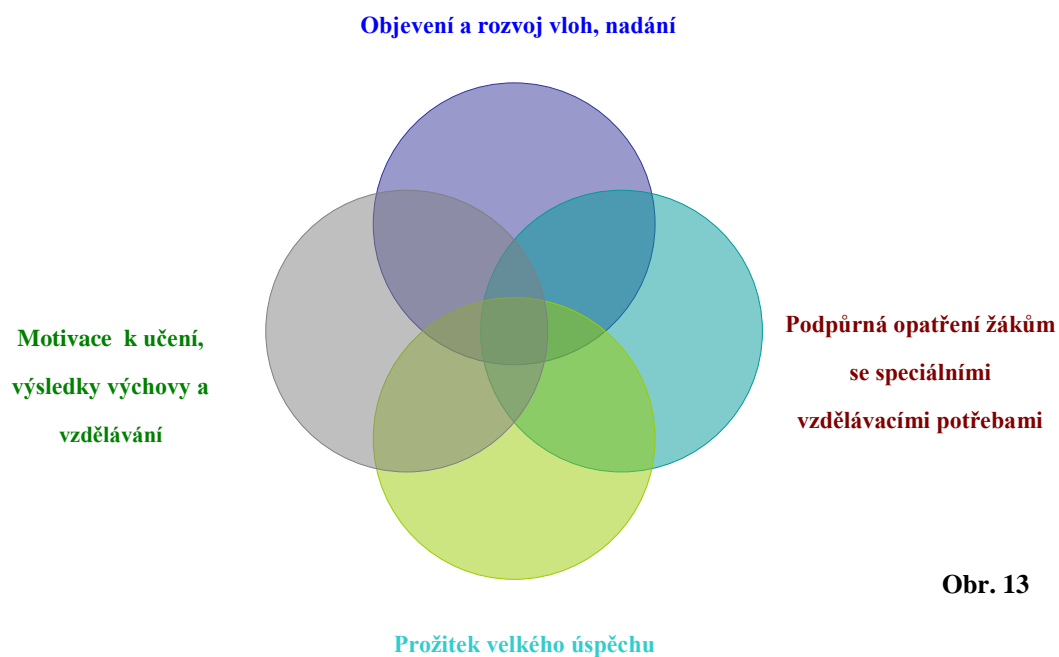 Objevení a rozvoj vloh, nadání
Motivace k učení,
výsledky výchovy a
vzdělávání
Podpůrná opatření žákům
se speciálními
vzdělávacími potřebami
Obr. 13
Prožitek velkého úspěchu